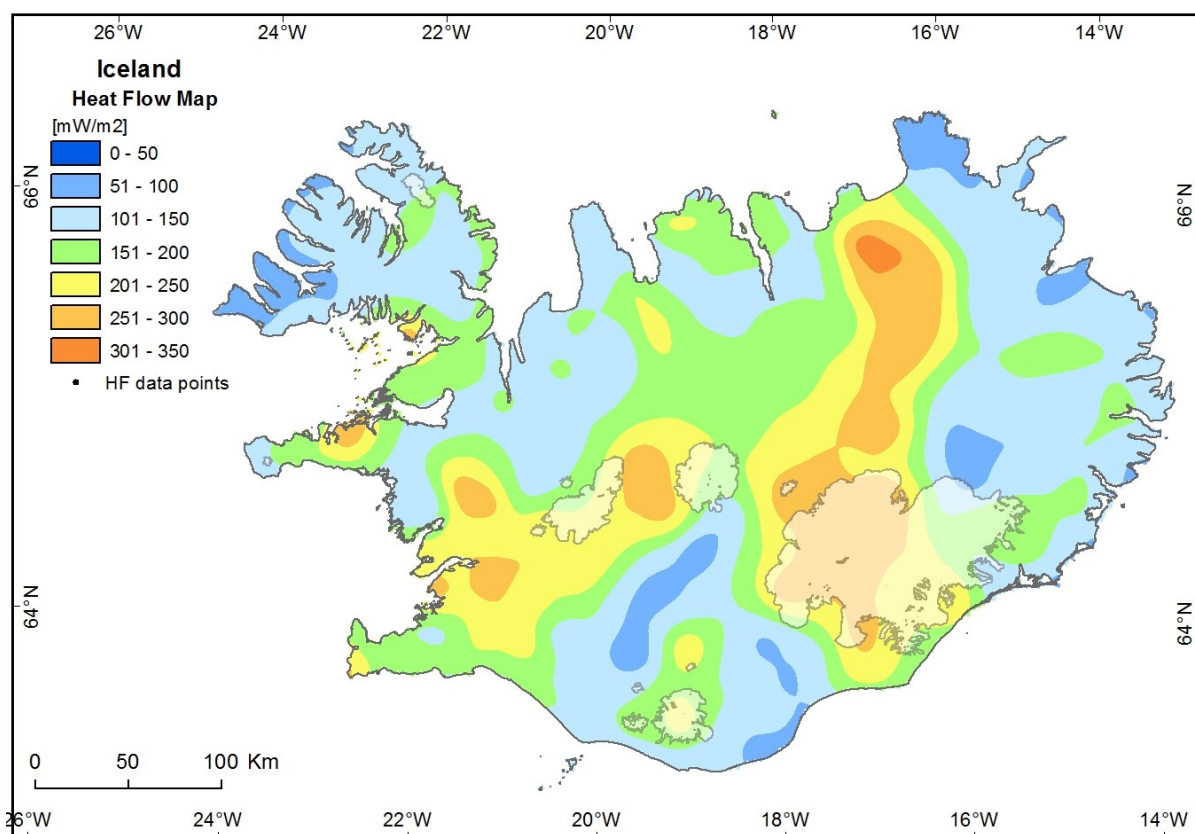 26°W 24°W 22°W 20°W 18°W 16°W 14°W
Iceland
Heat Flow Map
[mW/m2]
0 - 50
51 - 100
101 - 150
151 - 200
201 - 250
251 - 300
301 - 350
HF data points
66°N
66°N
64°N
64°N
0 50 100 Km
26°W 24°W 22°W 20°W 18°W 16°W 14°W